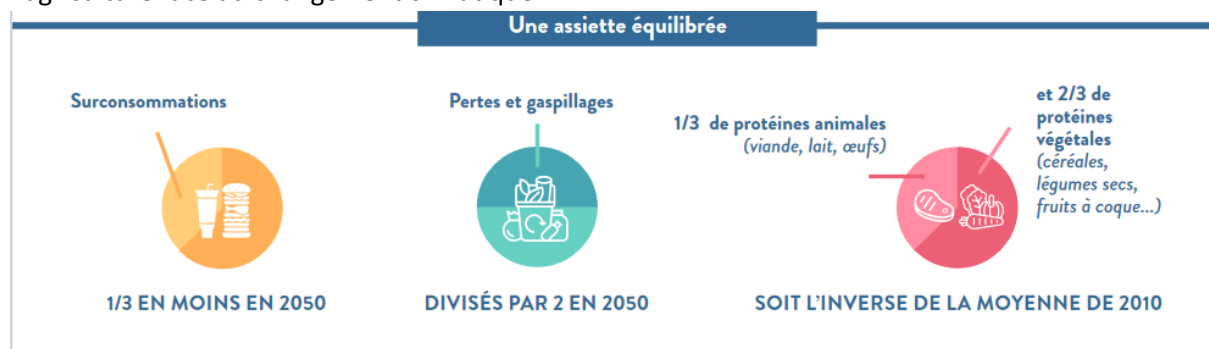 Une assiette équilibrée
Surconsommations
1/3 EN MOINS EN 2050
Pertes et gaspillages
DIVISÉS PAR 2 EN 2050
1/3 de protéines animales
(viande, lait, œufs)
et 2/3 de
protéines
végétales
(céréales,
légumes secs,
fruits à coque...)
SOIT L'INVERSE DE LA MOYENNE DE 2010